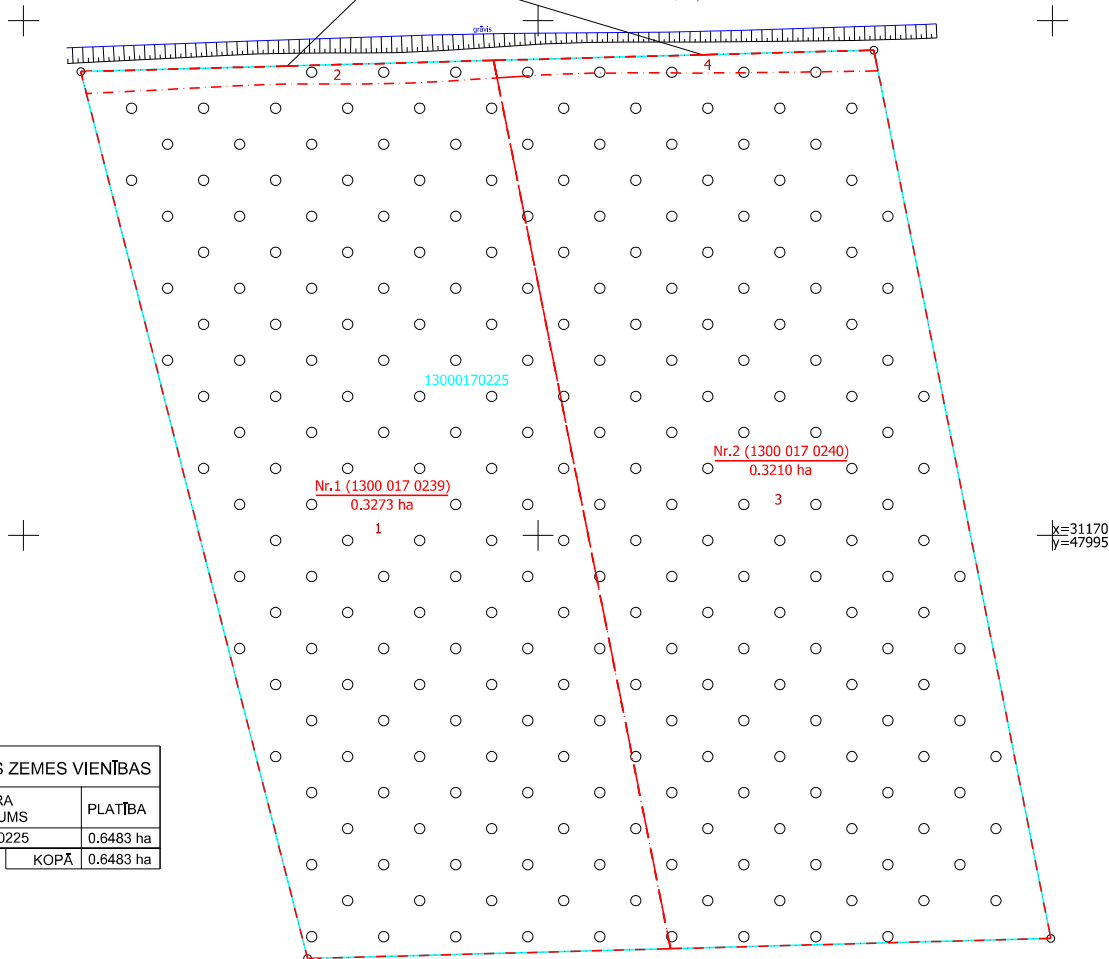 grāvis
2
4
13000170225
Nr.2 (1300 017 0240)
0.3210 ha
3
Nr.1 (1300 017 0239)
0.3273 ha
1
x=31170
y=47995
S ZEMES VIENĪBAS
RA
UMS
PLATĪBA
0225
0.6483 ha
KOPĀ
0.6483 ha